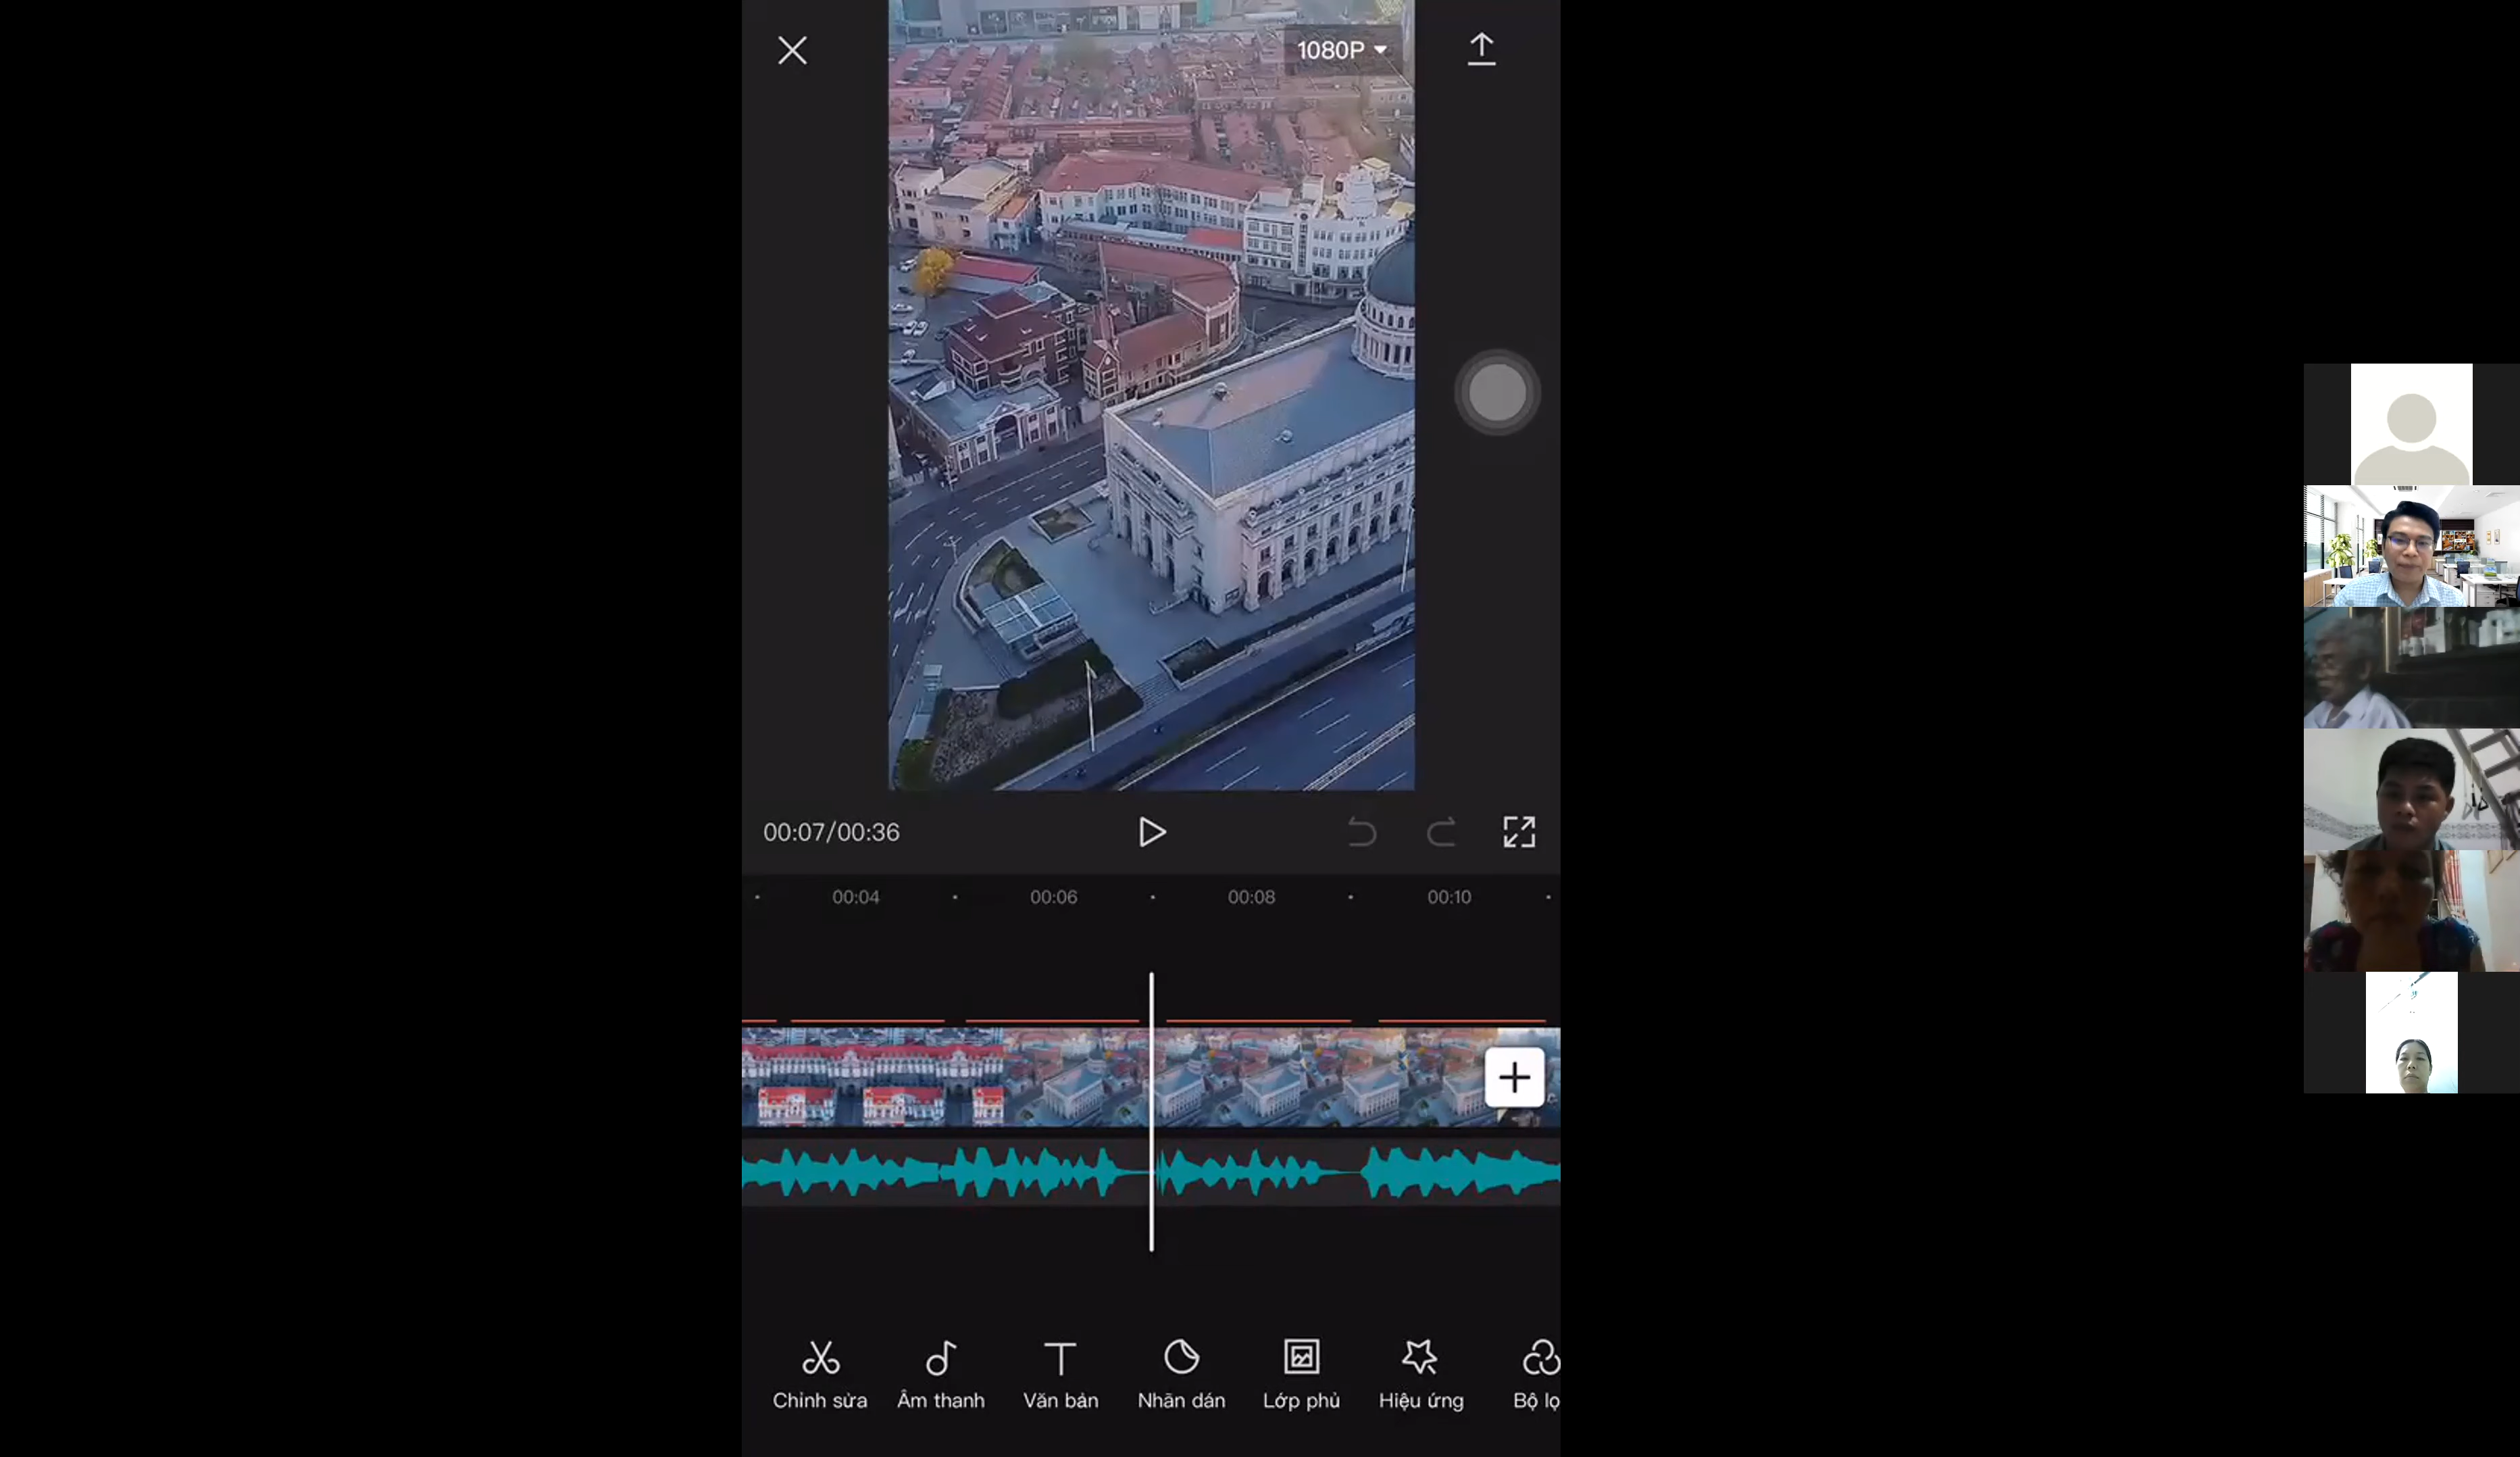 1080P
00:07/00:36
00:04 00:06 00:08 00:10
Chỉnh sửa Âm thanh Văn bản Nhãn dán Lớp phủ Hiệu ứng Bộ lọ